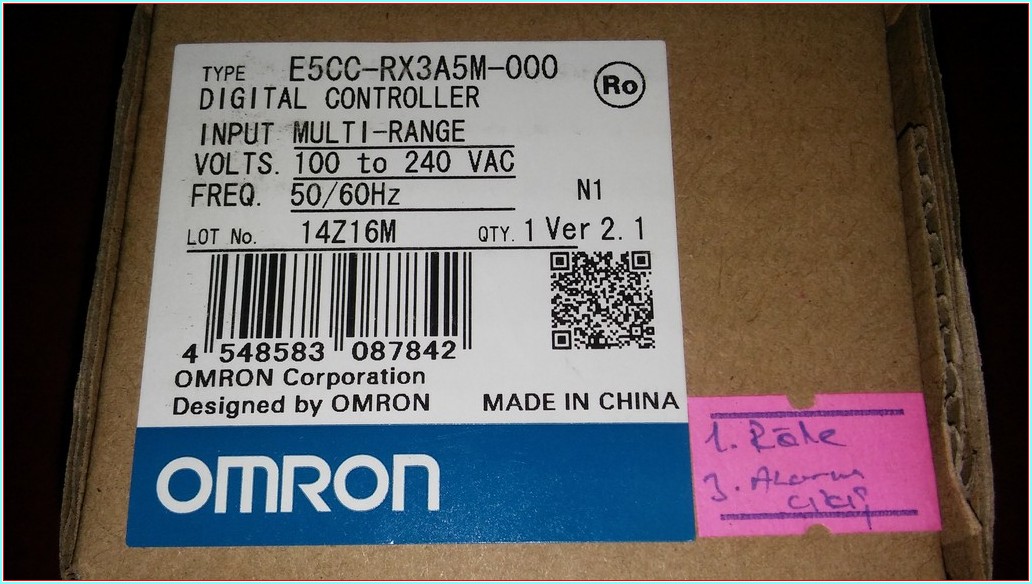 TYPE E5CC-RX3A5M-000
Ro
DIGITAL CONTROLLER
INPUT MULTI-RANGE
VOLTS. 100 to 240 VAC
FREQ. 50/60Hz N1
LOT No. 14Z16M QTY. 1 Ver 2.1
4 548583 087842
OMRON Corporation
Designed by OMRON MADE IN CHINA
OMRON
1. Röle
3. Alarm
çıkış